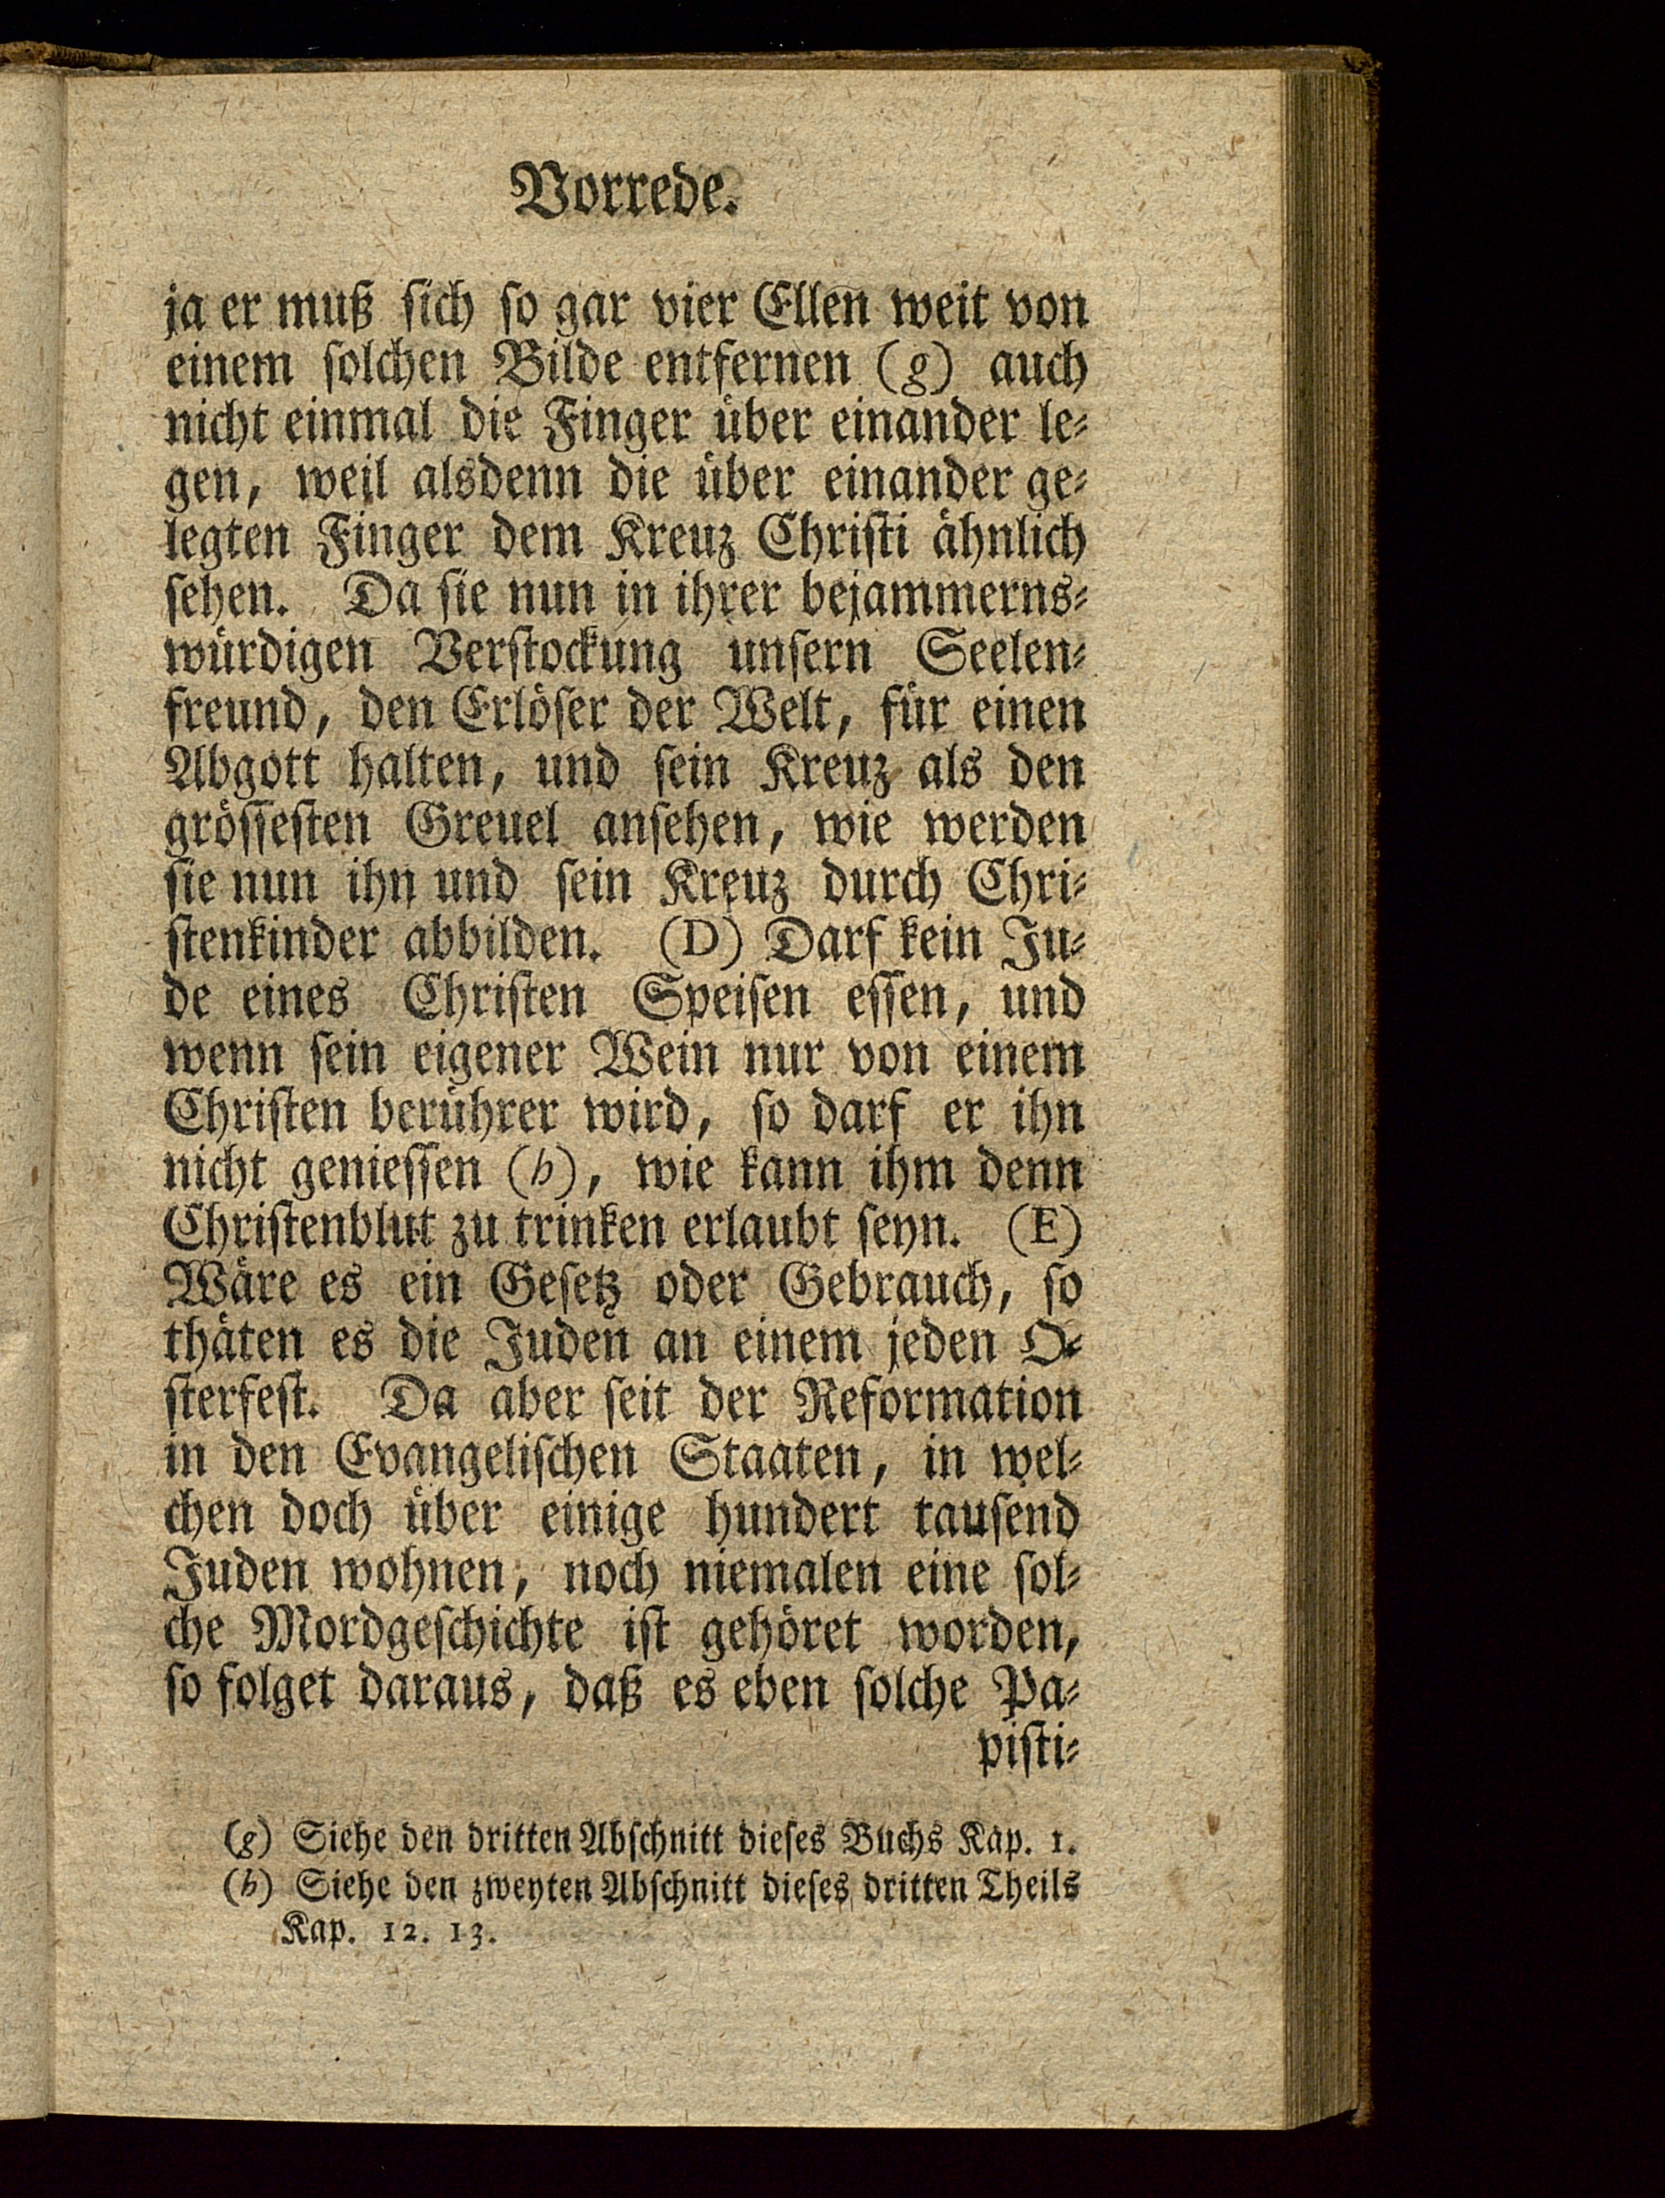 Vorrede.
ja er muß ſich ſo gar vier Ellen weit von
einem ſolchen Bilde entfernen (g) auch
nicht einmal die Finger über einander le⸗
gen, weil alsdenn die über einander ge⸗
legten Finger dem Kreuz Chriſti ähnlich
ſehen. Da ſie nun in ihrer bejammerns⸗
würdigen Verſtockung unſern Seelen⸗
freund, den Erlöſer der Welt, für einen
Abgott halten, und ſein Kreuz als den
gröſſeſten Greuel anſehen, wie werden
ſie nun ihn und ſein Kreuz durch Chri⸗
ſtenkinder abbilden. (D) Darf kein Ju⸗
de eines Chriſten Speiſen eſſen, und
wenn ſein eigener Wein nur von einem
Chriſten berührer wird, ſo darf er ihn
nicht genieſſen (h), wie kann ihm denn
Chriſtenblut zu trinken erlaubt ſeyn. (E)
Wäre es ein Geſetz oder Gebrauch, ſo
thäten es die Juden an einem jeden O⸗
ſterfeſt. Da aber ſeit der Reformation
in den Evangeliſchen Staaten, in wel⸗
chen doch über einige hundert tauſend
Juden wohnen, noch niemalen eine ſol⸗
che Mordgeſchichte iſt gehöret worden,
ſo folget daraus, daß es eben ſolche Pa⸗
piſti⸗
(g) Siehe den dritten Abſchnitt dieſes Buchs Kap. 1.
(h) Siehe den zweyten Abſchnitt dieſes dritten Theils
Kap. 12. 13.